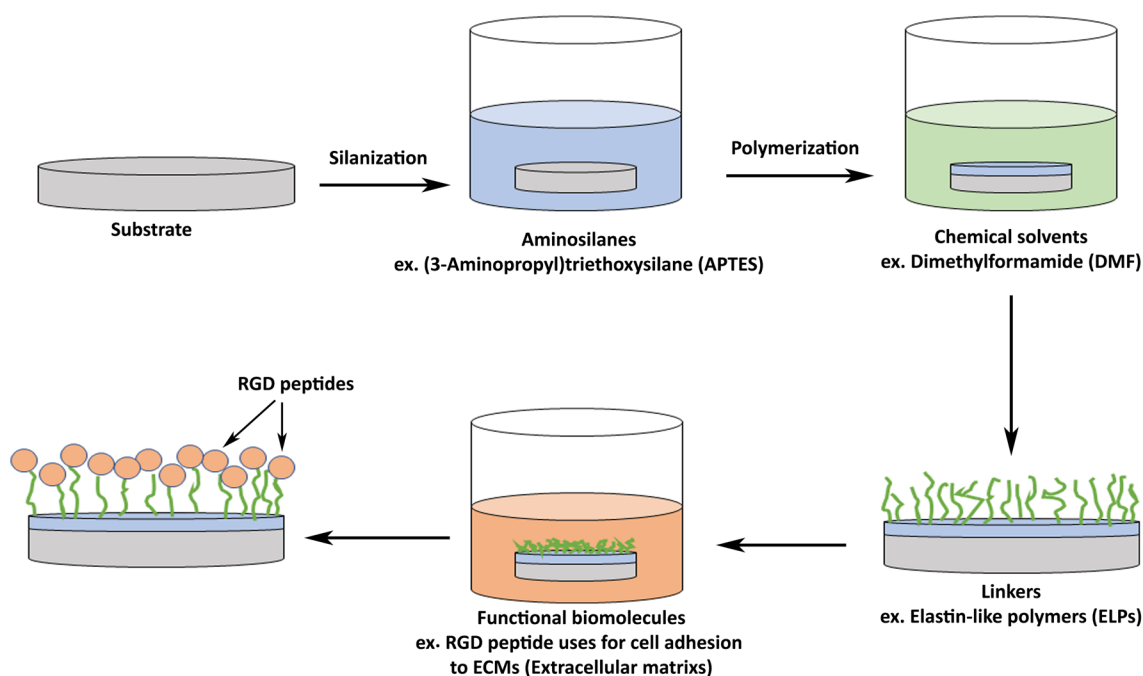 Silanization
Polymerization
Substrate
Aminosilanes
ex. (3-Aminopropyl)triethoxysilane (APTES)
Chemical solvents
ex. Dimethylformamide (DMF)
RGD peptides
Linkers
ex. Elastin-like polymers (ELPs)
Functional biomolecules
ex. RGD peptide uses for cell adhesion
to ECMs (Extracellular matrixs)